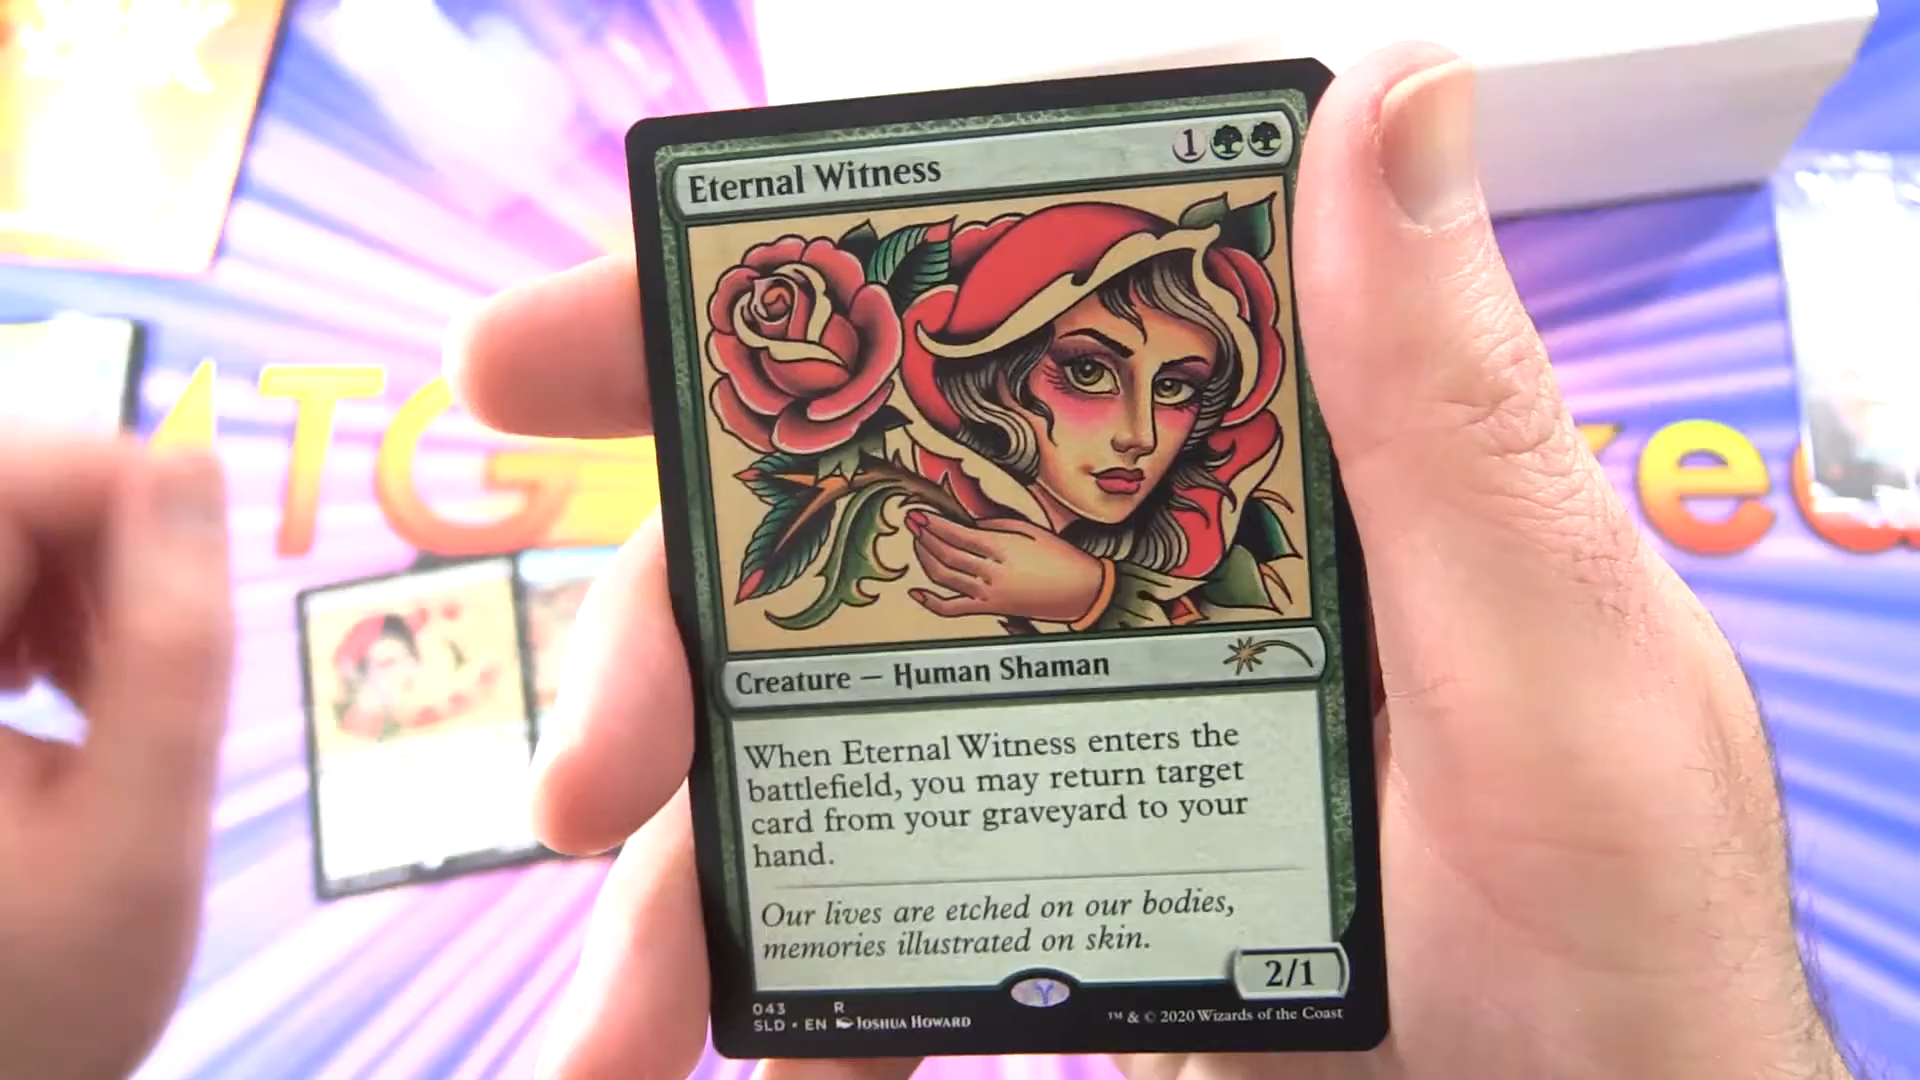 Eternal Witness
1
Creature — Human Shaman
When Eternal Witness enters the
battlefield, you may return target
card from your graveyard to your
hand.
Our lives are etched on our bodies,
memories illustrated on skin.
2/1
043 R
SLD • EN Joshua Howard
™ & © 2020 Wizards of the Coast
MTG
re